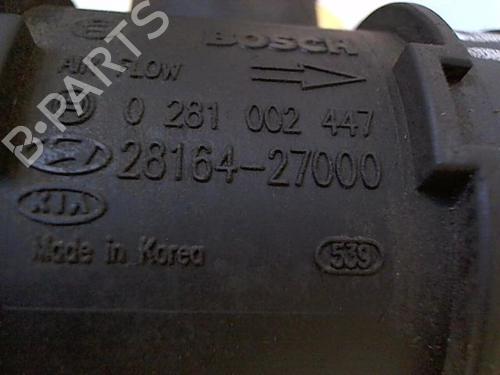 BOSCH
AIR FLOW
0 281 002 447
28164-27000
KIA
Made in Korea
539
B-PARTS